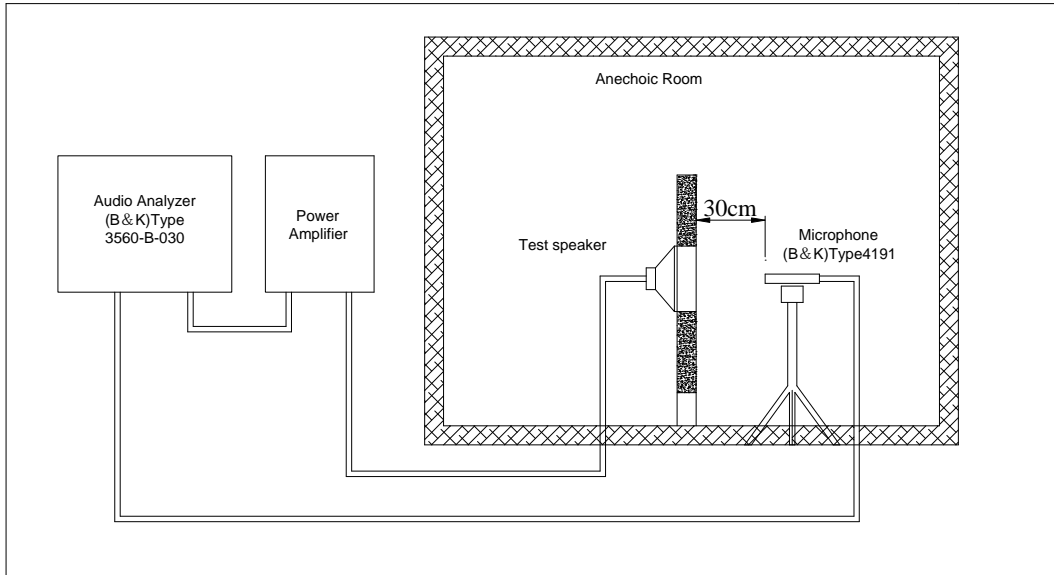 Anechoic Room
Audio Analyzer
(B&K)Type
3560-B-030
Power
Amplifier
Test speaker
30cm
Microphone
(B&K)Type4191